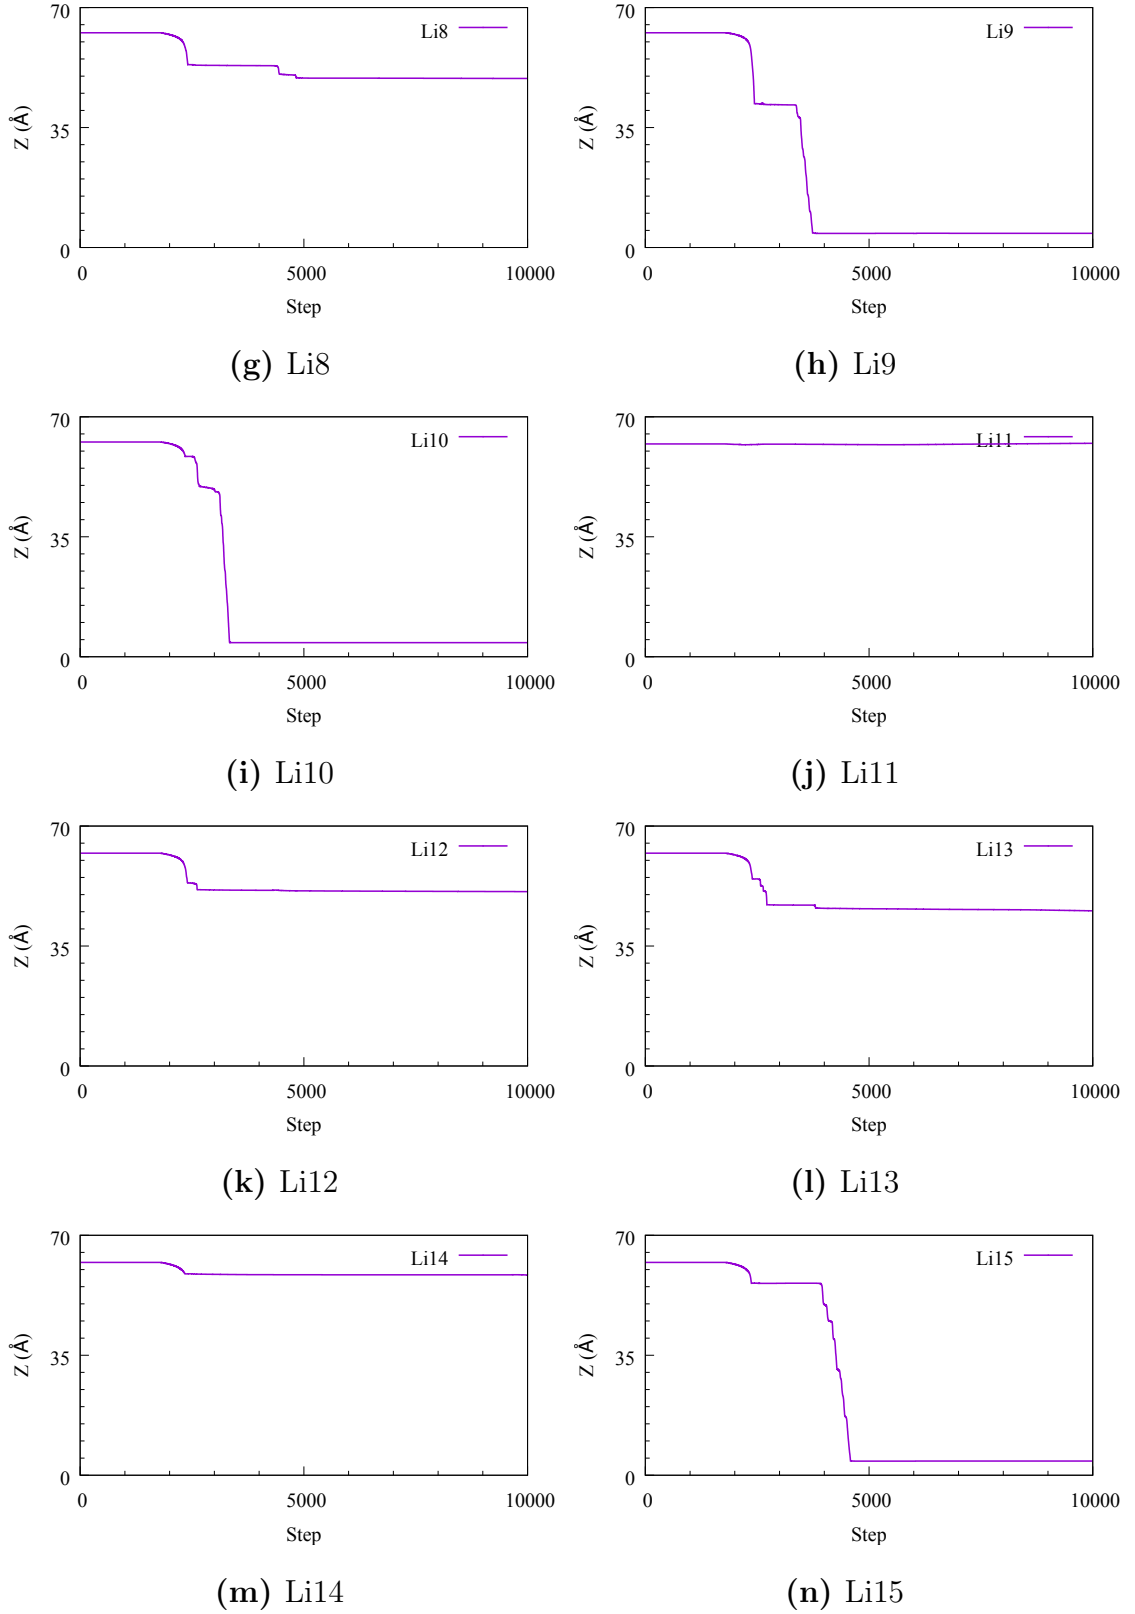 70
Li8
35
Z (Å)
0
0 5000 10000
Step
(g) Li8
70
Li9
35
Z (Å)
0
0 5000 10000
Step
(h) Li9
70
Li10
35
Z (Å)
0
0 5000 10000
Step
(i) Li10
70
Li11
35
Z (Å)
0
0 5000 10000
Step
(j) Li11
70
Li12
35
Z (Å)
0
0 5000 10000
Step
(k) Li12
70
Li13
35
Z (Å)
0
0 5000 10000
Step
(l) Li13
70
Li14
35
Z (Å)
0
0 5000 10000
Step
(m) Li14
70
Li15
35
Z (Å)
0
0 5000 10000
Step
(n) Li15